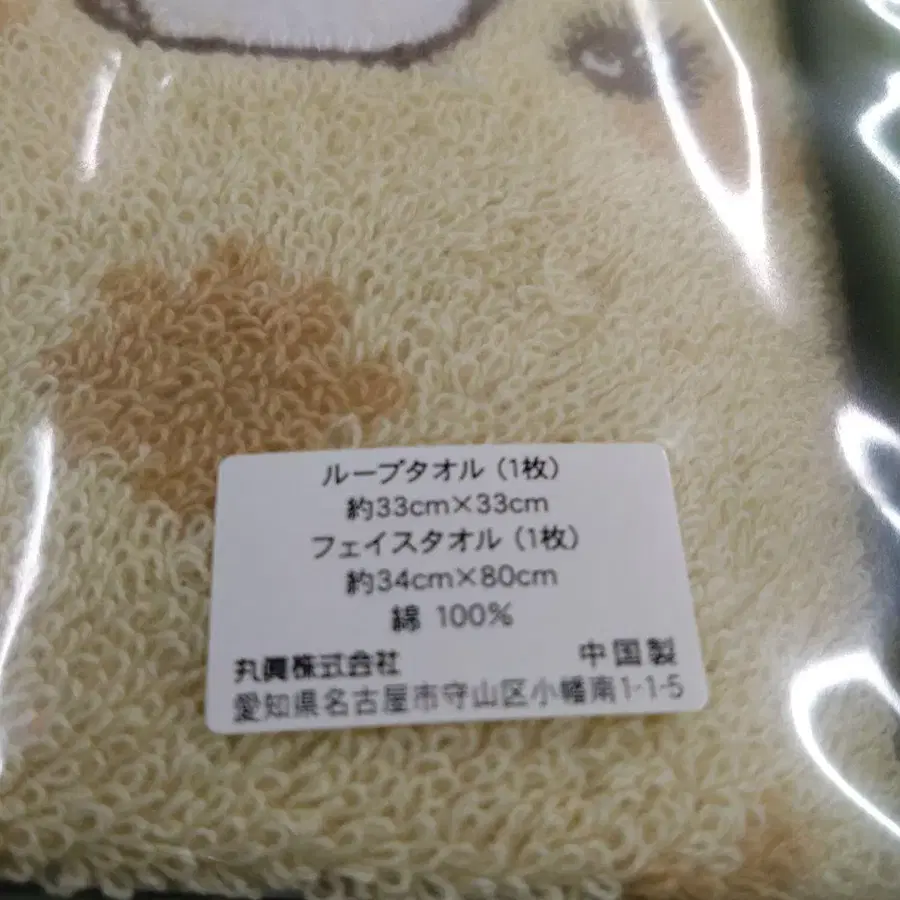 ループタオル（1枚）
約33cm×33cm
フェイスタオル（1枚）
約34cm×80cm
綿 100%
丸眞株式会社 中国製
愛知県名古屋市守山区小幡南1-1-5